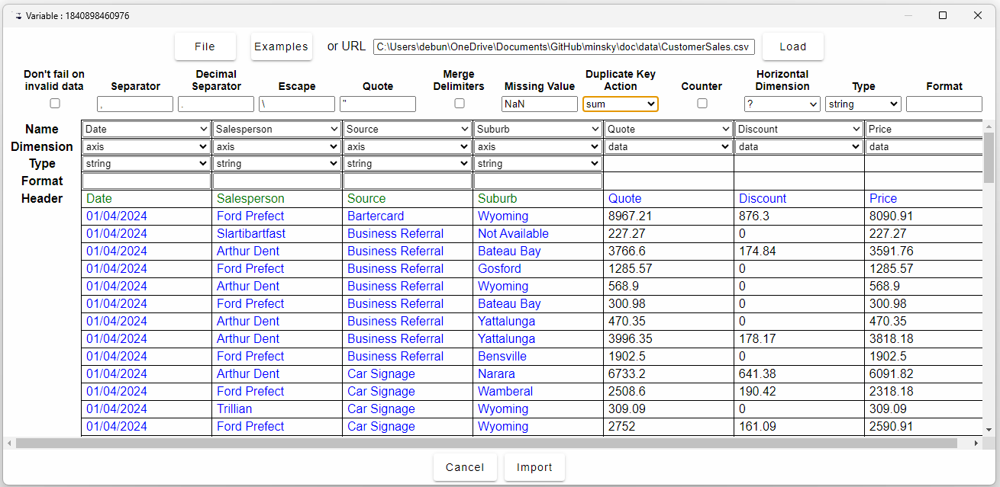 Variable : 1840898460976
File Examples or URL C:\Users\debun\OneDrive\Documents\GitHub\minsky\doc\data\CustomerSales.csv Load
Don't fail on invalid data Separator Decimal Separator Escape Quote Merge Delimiters Missing Value Duplicate Key Action Counter Horizontal Dimension Type Format
, . \ " NaN sum ? string
Name Date Salesperson Source Suburb Quote Discount Price
Dimension axis axis axis axis data data data
Type string string string string
Format
Header Date Salesperson Source Suburb Quote Discount Price
01/04/2024 Ford Prefect Bartercard Wyoming 8967.21 876.3 8090.91
01/04/2024 Slartibartfast Business Referral Not Available 227.27 0 227.27
01/04/2024 Arthur Dent Business Referral Bateau Bay 3766.6 174.84 3591.76
01/04/2024 Ford Prefect Business Referral Gosford 1285.57 0 1285.57
01/04/2024 Arthur Dent Business Referral Wyoming 568.9 0 568.9
01/04/2024 Ford Prefect Business Referral Bateau Bay 300.98 0 300.98
01/04/2024 Arthur Dent Business Referral Yattalunga 470.35 0 470.35
01/04/2024 Arthur Dent Business Referral Yattalunga 3996.35 178.17 3818.18
01/04/2024 Ford Prefect Business Referral Bensville 1902.5 0 1902.5
01/04/2024 Arthur Dent Car Signage Narara 6733.2 641.38 6091.82
01/04/2024 Ford Prefect Car Signage Wamberal 2508.6 190.42 2318.18
01/04/2024 Trillian Car Signage Wyoming 309.09 0 309.09
01/04/2024 Ford Prefect Car Signage Wyoming 2752 161.09 2590.91
Cancel Import